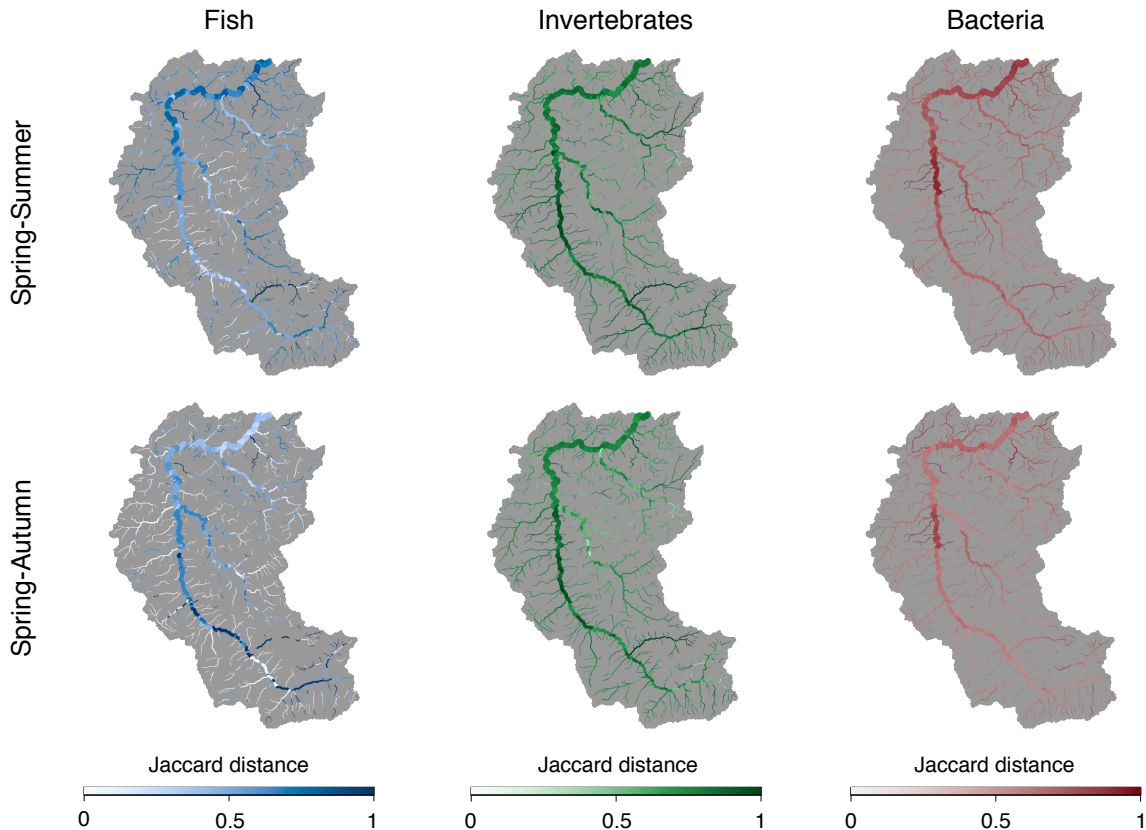 Fish Invertebrates Bacteria
Spring-Summer
Spring-Autumn
Jaccard distance Jaccard distance Jaccard distance
0 0.5 1 0 0.5 1 0 0.5 1